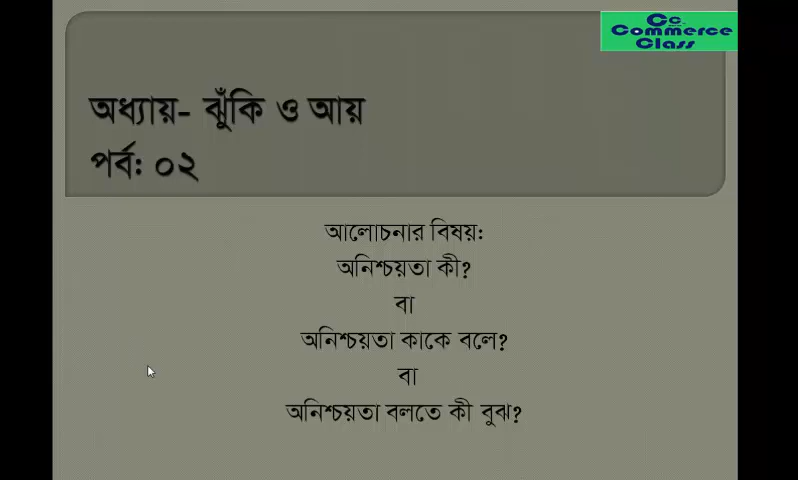 Cc
Commerce
Class
অধ্যায়- ঝুঁকি ও আয়
পর্ব: ০২
আলোচনার বিষয়:
অনিশ্চয়তা কী?
বা
অনিশ্চয়তা কাকে বলে?
বা
অনিশ্চয়তা বলতে কী বুঝ?